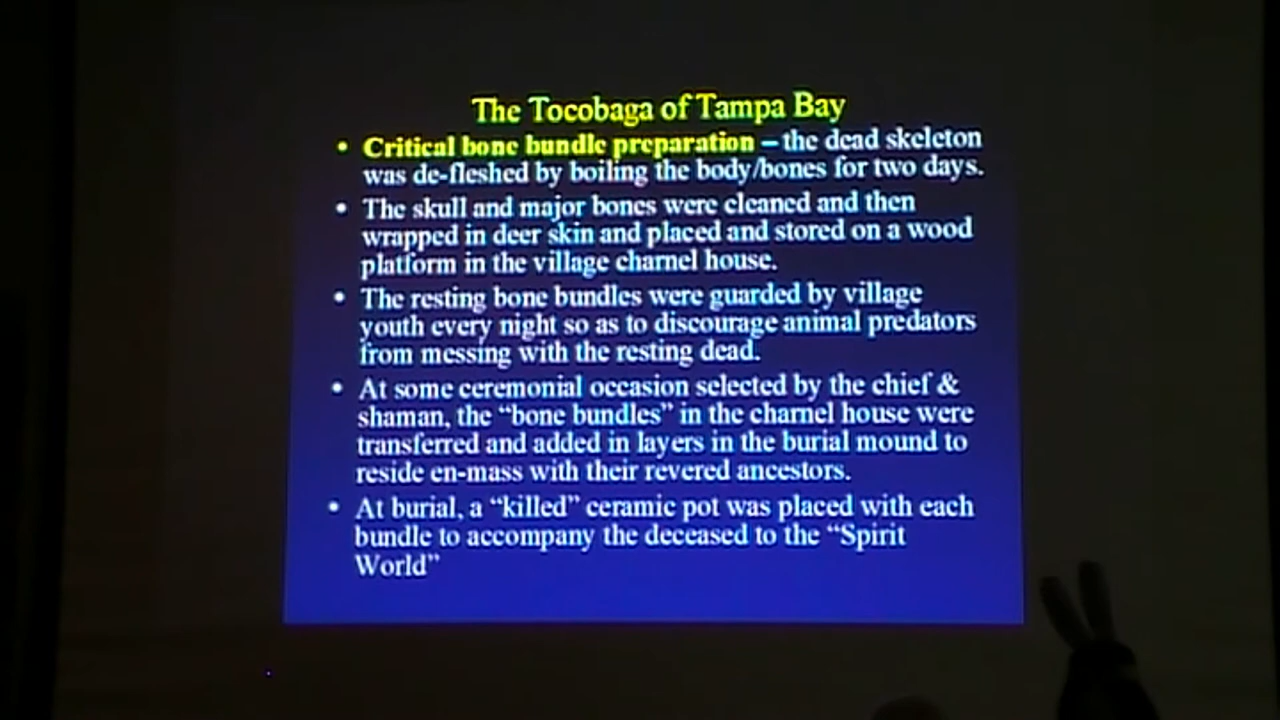 The Tocobaga of Tampa Bay
• Critical bone bundle preparation – the dead skeleton
was de-fleshed by boiling the body/bones for two days.
• The skull and major bones were cleaned and then
wrapped in deer skin and placed and stored on a wood
platform in the village charnel house.
• The resting bone bundles were guarded by village
youth every night so as to discourage animal predators
from messing with the resting dead.
• At some ceremonial occasion selected by the chief &
shaman, the “bone bundles” in the charnel house were
transferred and added in layers in the burial mound to
reside en-mass with their revered ancestors.
• At burial, a “killed” ceramic pot was placed with each
bundle to accompany the deceased to the “Spirit
World”